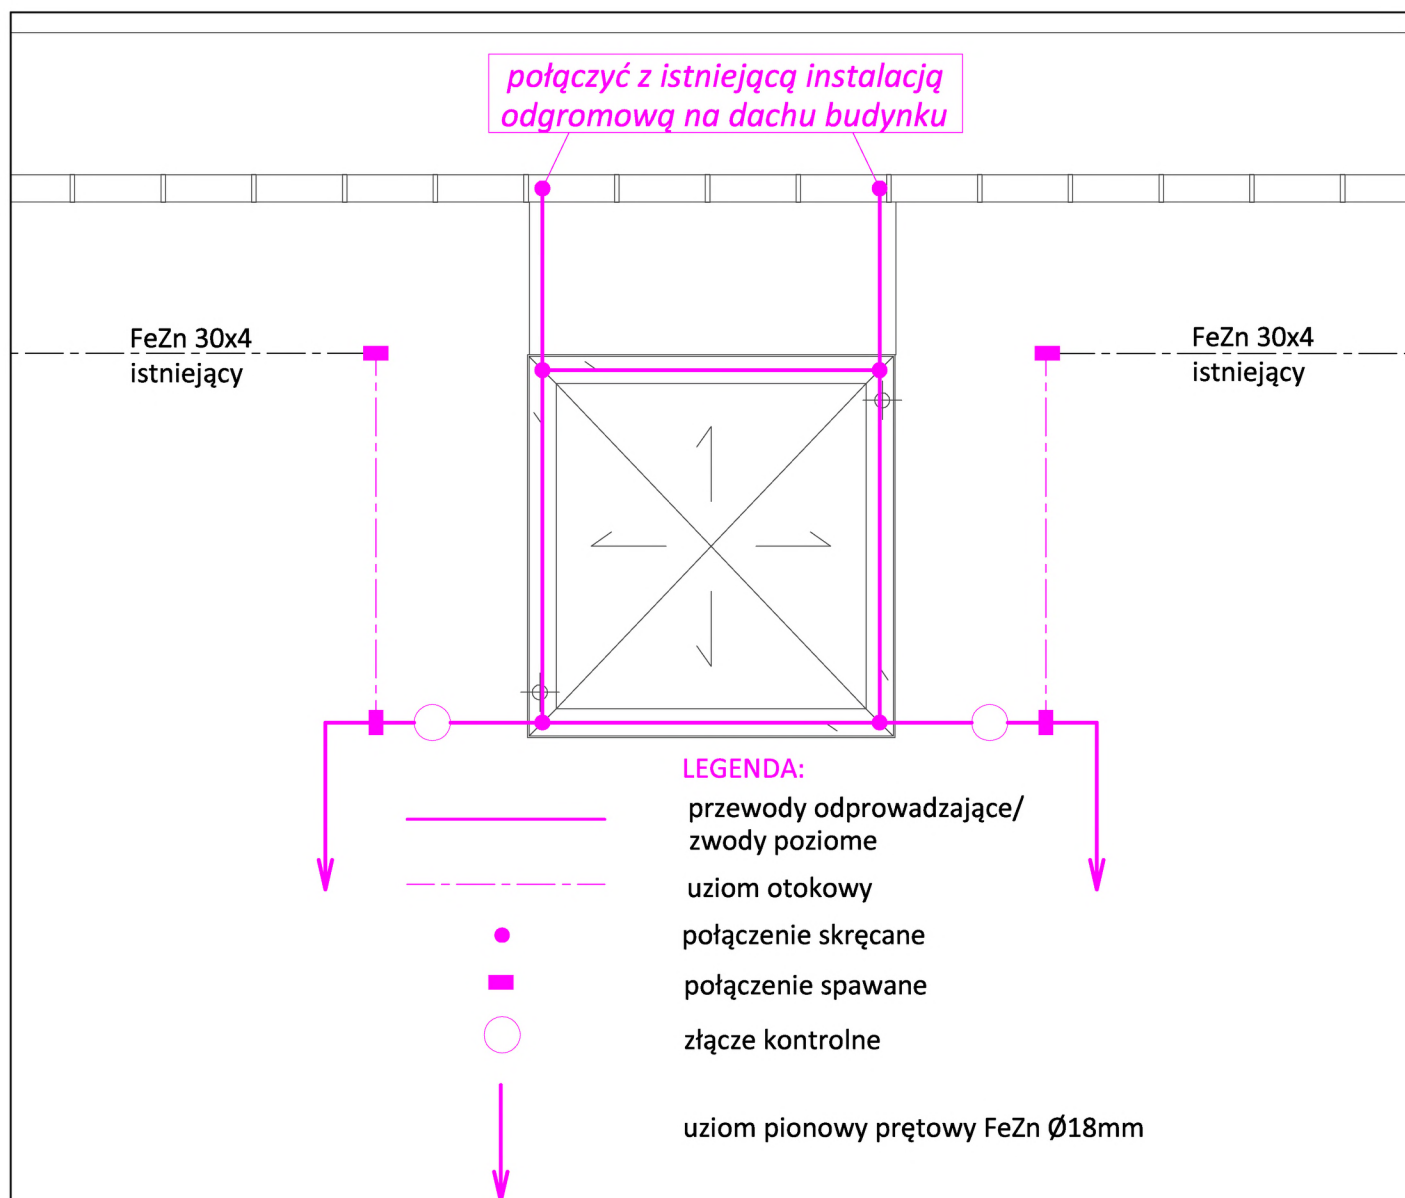 połączyć z istniejącą instalacją
odgromową na dachu budynku
FeZn 30x4
istniejący
FeZn 30x4
istniejący
LEGENDA:
przewody odprowadzające/
zwody poziome
uziom otokowy
połączenie skręcane
połączenie spawane
złącze kontrolne
uziom pionowy prętowy FeZn Ø18mm